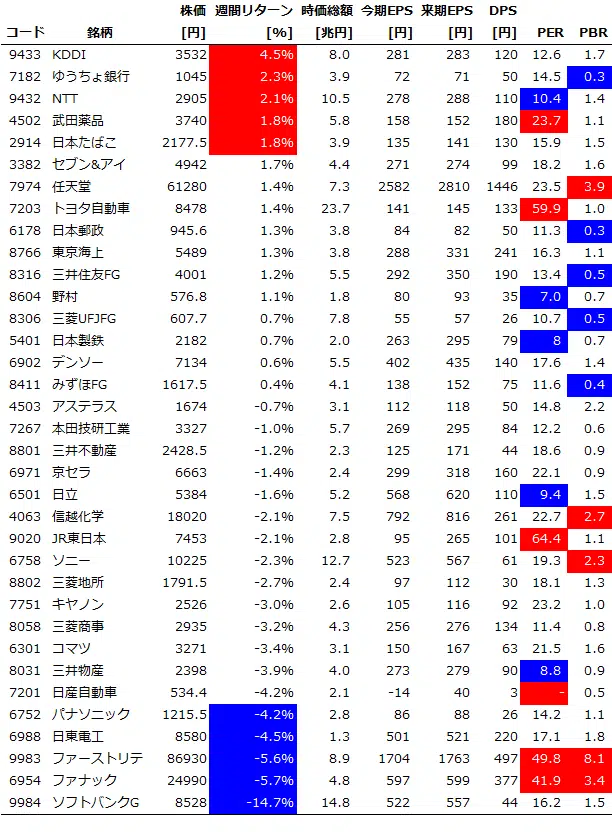 株価 週間リターン 時価総額 今期EPS 来期EPS DPS
コード 銘柄 [円] [%] [兆円] [円] [円] [円] PER PBR
9433 KDDI 3532 4.5% 8.0 281 283 120 12.6 1.7
7182 ゆうちょ銀行 1045 2.3% 3.9 72 71 50 14.5 0.3
9432 NTT 2905 2.1% 10.5 278 288 110 10.4 1.4
4502 武田薬品 3740 1.8% 5.8 158 152 180 23.7 1.1
2914 日本たばこ 2177.5 1.8% 3.9 135 141 130 15.9 1.5
3382 セブン&アイ 4942 1.7% 4.4 271 274 99 18.2 1.6
7974 任天堂 61280 1.4% 7.3 2582 2810 1446 23.5 3.9
7203 トヨタ自動車 8478 1.4% 23.7 141 145 133 59.9 1.0
6178 日本郵政 945.6 1.3% 3.8 84 82 50 11.3 0.3
8766 東京海上 5489 1.3% 3.8 288 331 241 16.3 1.1
8316 三井住友FG 4001 1.2% 5.5 292 350 190 13.4 0.5
8604 野村 576.8 1.1% 1.8 80 93 35 7.0 0.7
8306 三菱UFJFG 607.7 0.7% 7.8 55 57 26 10.7 0.5
5401 日本製鉄 2182 0.7% 2.0 263 295 79 8 0.7
6902 デンソー 7134 0.6% 5.5 402 435 140 17.6 1.4
8411 みずほFG 1617.5 0.4% 4.1 138 152 75 11.6 0.4
4503 アステラス 1674 -0.7% 3.1 112 118 50 14.8 2.2
7267 本田技研工業 3327 -1.0% 5.7 269 295 84 12.2 0.6
8801 三井不動産 2428.5 -1.2% 2.3 125 171 44 18.6 0.9
6971 京セラ 6663 -1.4% 2.4 299 318 160 22.1 0.9
6501 日立 5384 -1.6% 5.2 568 620 110 9.4 1.5
4063 信越化学 18020 -2.1% 7.5 792 816 261 22.7 2.7
9020 JR東日本 7453 -2.1% 2.8 95 265 101 64.4 1.1
6758 ソニー 10225 -2.3% 12.7 523 567 61 19.3 2.3
8802 三菱地所 1791.5 -2.7% 2.4 97 112 30 18.1 1.3
7751 キヤノン 2526 -3.0% 2.6 105 116 92 23.2 1.0
8058 三菱商事 2935 -3.2% 4.3 256 276 134 11.4 0.8
6301 コマツ 3271 -3.4% 3.1 150 167 63 21.5 1.6
8031 三井物産 2398 -3.9% 4.0 273 279 90 8.8 0.9
7201 日産自動車 534.4 -4.2% 2.1 -14 40 3 - 0.5
6752 パナソニック 1215.5 -4.2% 2.8 86 88 26 14.2 1.1
6988 日東電工 8580 -4.5% 1.3 501 521 220 17.1 1.8
9983 ファーストリテ 86930 -5.6% 8.9 1704 1763 497 49.8 8.1
6954 ファナック 24990 -5.7% 4.8 597 599 377 41.9 3.4
9984 ソフトバンクG 8528 -14.7% 14.8 522 557 44 16.2 1.5